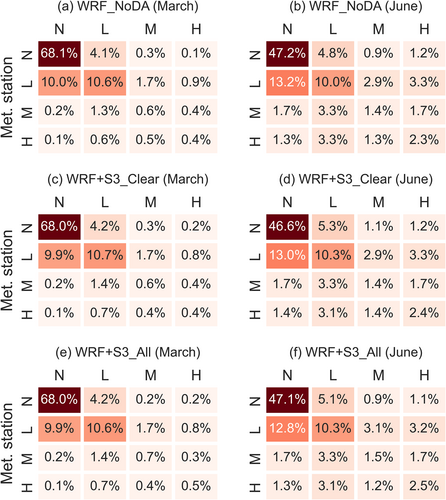 (a) WRF_NoDA (March)
N L M H
Met. station
N 68.1% 4.1% 0.3% 0.1%
L 10.0% 10.6% 1.7% 0.9%
M 0.2% 1.3% 0.6% 0.4%
H 0.1% 0.6% 0.5% 0.4%
(b) WRF_NoDA (June)
N L M H
N 47.2% 4.8% 0.9% 1.2%
L 13.2% 10.0% 2.9% 3.3%
M 1.7% 3.3% 1.4% 1.7%
H 1.3% 3.3% 1.3% 2.3%
(c) WRF+S3_Clear (March)
N L M H
Met. station
N 68.0% 4.2% 0.3% 0.2%
L 9.9% 10.7% 1.7% 0.8%
M 0.2% 1.4% 0.6% 0.4%
H 0.1% 0.7% 0.4% 0.4%
(d) WRF+S3_Clear (June)
N L M H
N 46.6% 5.3% 1.1% 1.2%
L 13.0% 10.3% 2.9% 3.3%
M 1.7% 3.3% 1.4% 1.7%
H 1.4% 3.1% 1.4% 2.4%
(e) WRF+S3_All (March)
N L M H
Met. station
N 68.0% 4.2% 0.2% 0.2%
L 9.9% 10.6% 1.7% 0.8%
M 0.2% 1.4% 0.7% 0.3%
H 0.1% 0.7% 0.4% 0.5%
(f) WRF+S3_All (June)
N L M H
N 47.1% 5.1% 0.9% 1.1%
L 12.8% 10.3% 3.1% 3.2%
M 1.7% 3.3% 1.5% 1.7%
H 1.3% 3.1% 1.2% 2.5%